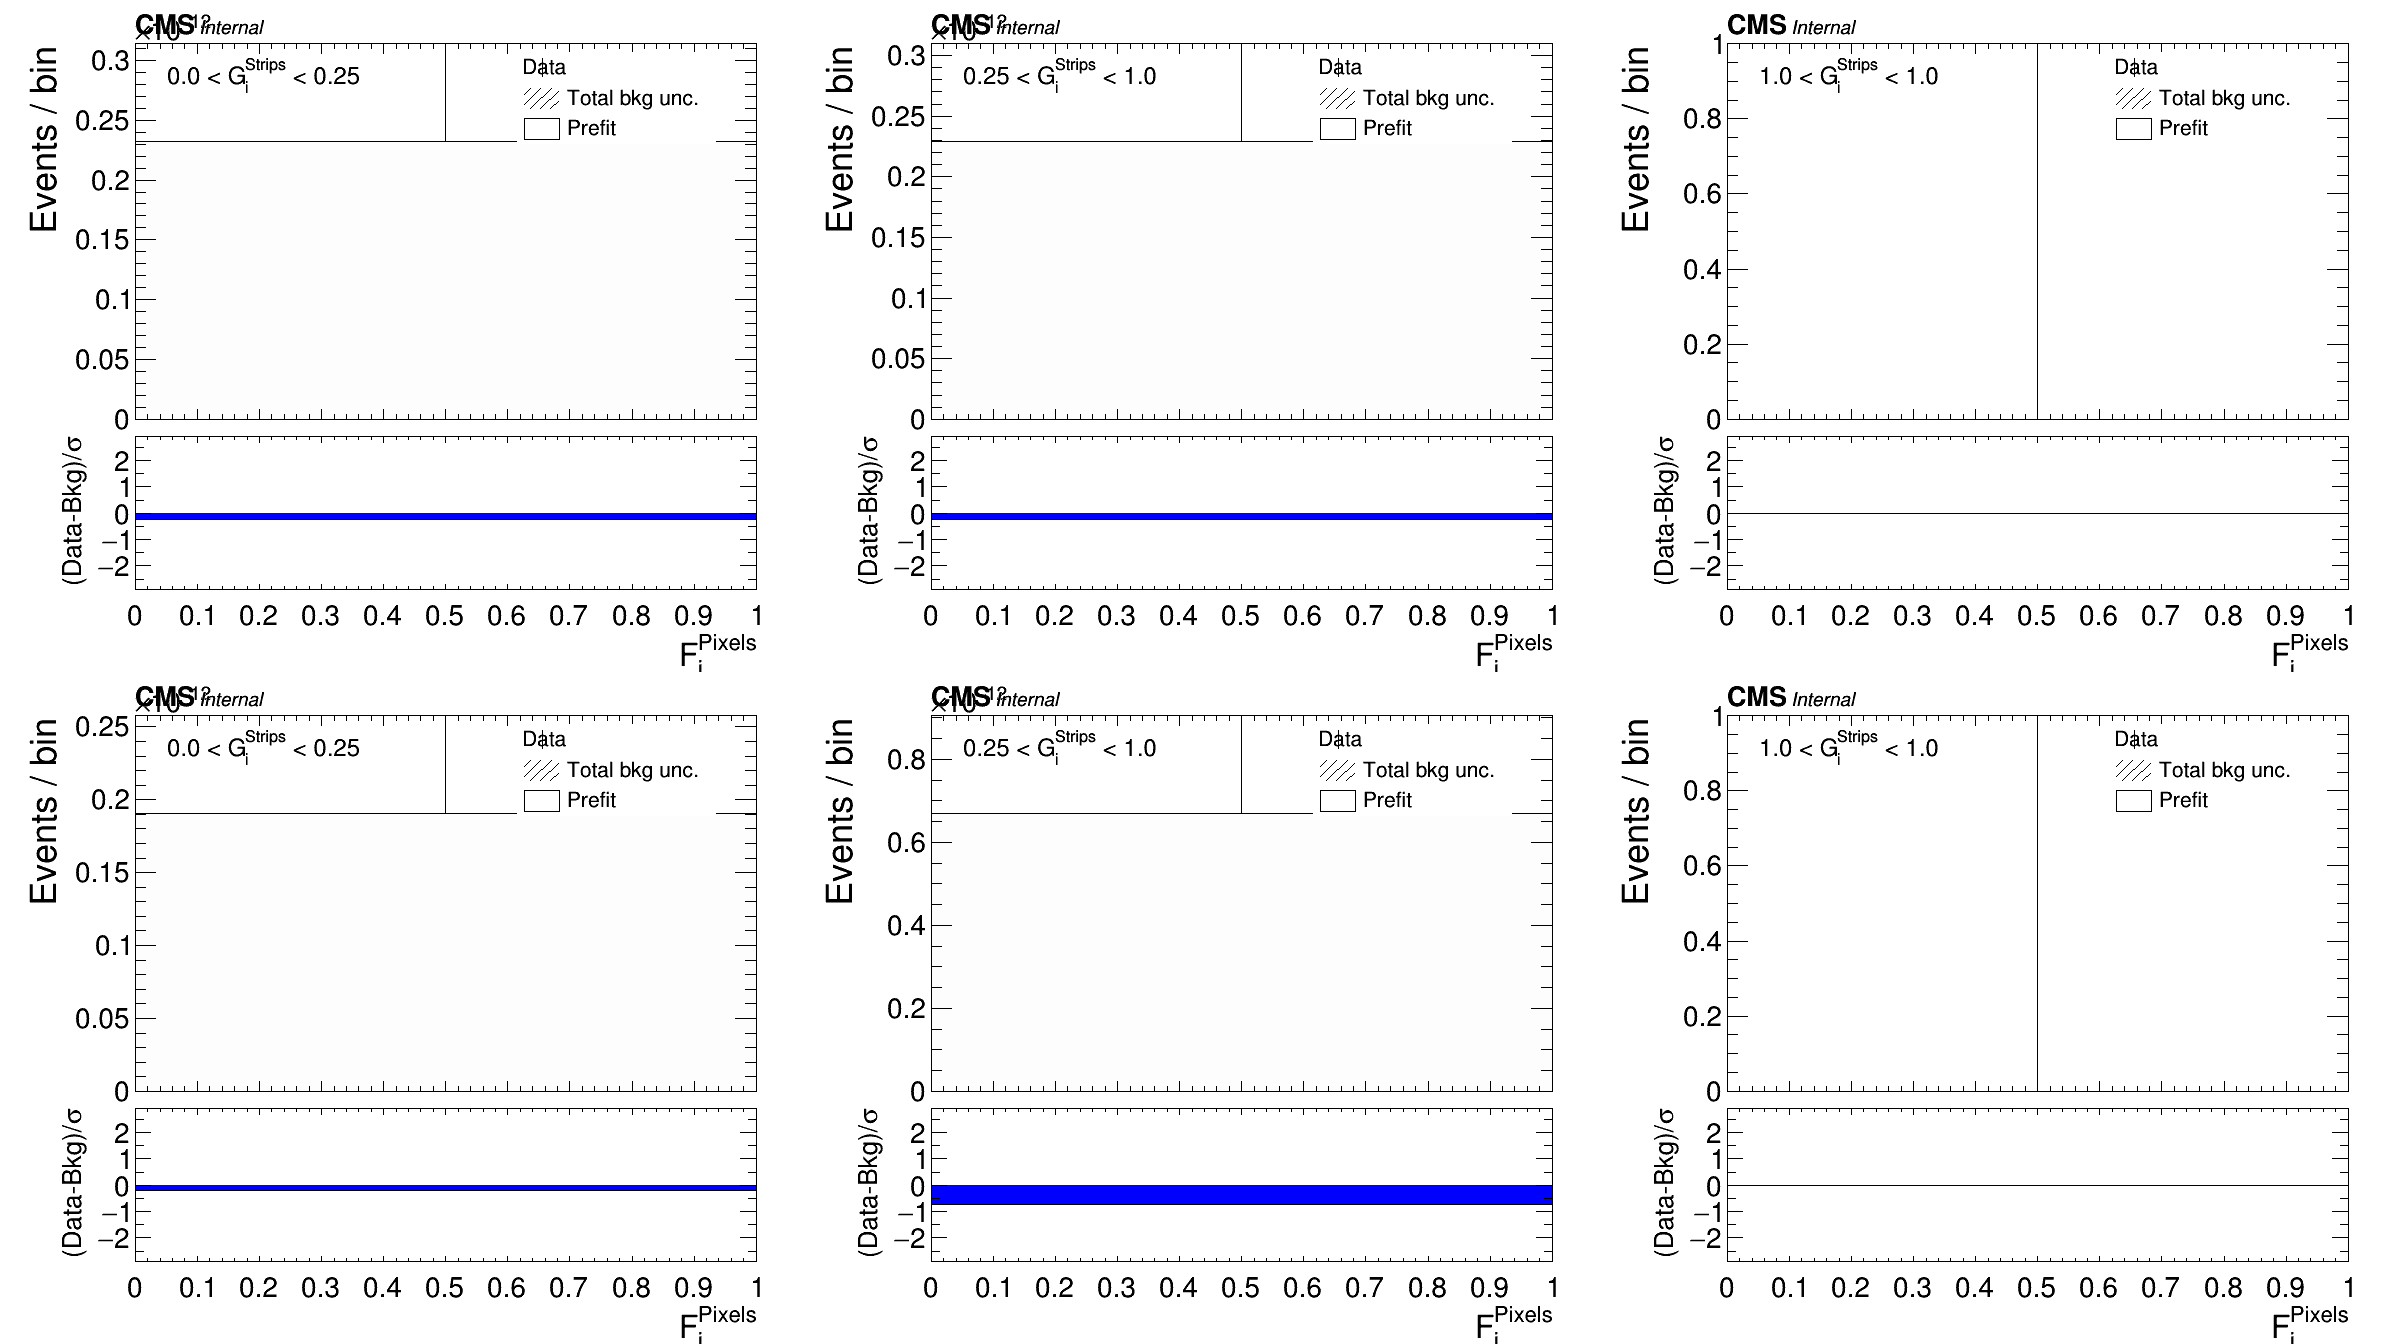 CMS Internal
0.0 < G_i^Strips < 0.25
Data
Total bkg unc.
Prefit
Events / bin
0.3
0.25
0.2
0.15
0.1
0.05
0
(Data-Bkg)/σ
2
1
0
−1
−2
0 0.1 0.2 0.3 0.4 0.5 0.6 0.7 0.8 0.9 1
F_i^Pixels
CMS Internal
0.25 < G_i^Strips < 1.0
Data
Total bkg unc.
Prefit
Events / bin
0.3
0.25
0.2
0.15
0.1
0.05
0
(Data-Bkg)/σ
2
1
0
−1
−2
0 0.1 0.2 0.3 0.4 0.5 0.6 0.7 0.8 0.9 1
F_i^Pixels
CMS Internal
1.0 < G_i^Strips < 1.0
Data
Total bkg unc.
Prefit
Events / bin
1
0.8
0.6
0.4
0.2
0
(Data-Bkg)/σ
2
1
0
−1
−2
0 0.1 0.2 0.3 0.4 0.5 0.6 0.7 0.8 0.9 1
F_i^Pixels
CMS Internal
0.0 < G_i^Strips < 0.25
Data
Total bkg unc.
Prefit
Events / bin
0.25
0.2
0.15
0.1
0.05
0
(Data-Bkg)/σ
2
1
0
−1
−2
0 0.1 0.2 0.3 0.4 0.5 0.6 0.7 0.8 0.9 1
F_i^Pixels
CMS Internal
0.25 < G_i^Strips < 1.0
Data
Total bkg unc.
Prefit
Events / bin
0.8
0.6
0.4
0.2
0
(Data-Bkg)/σ
2
1
0
−1
−2
0 0.1 0.2 0.3 0.4 0.5 0.6 0.7 0.8 0.9 1
F_i^Pixels
CMS Internal
1.0 < G_i^Strips < 1.0
Data
Total bkg unc.
Prefit
Events / bin
1
0.8
0.6
0.4
0.2
0
(Data-Bkg)/σ
2
1
0
−1
−2
0 0.1 0.2 0.3 0.4 0.5 0.6 0.7 0.8 0.9 1
F_i^Pixels